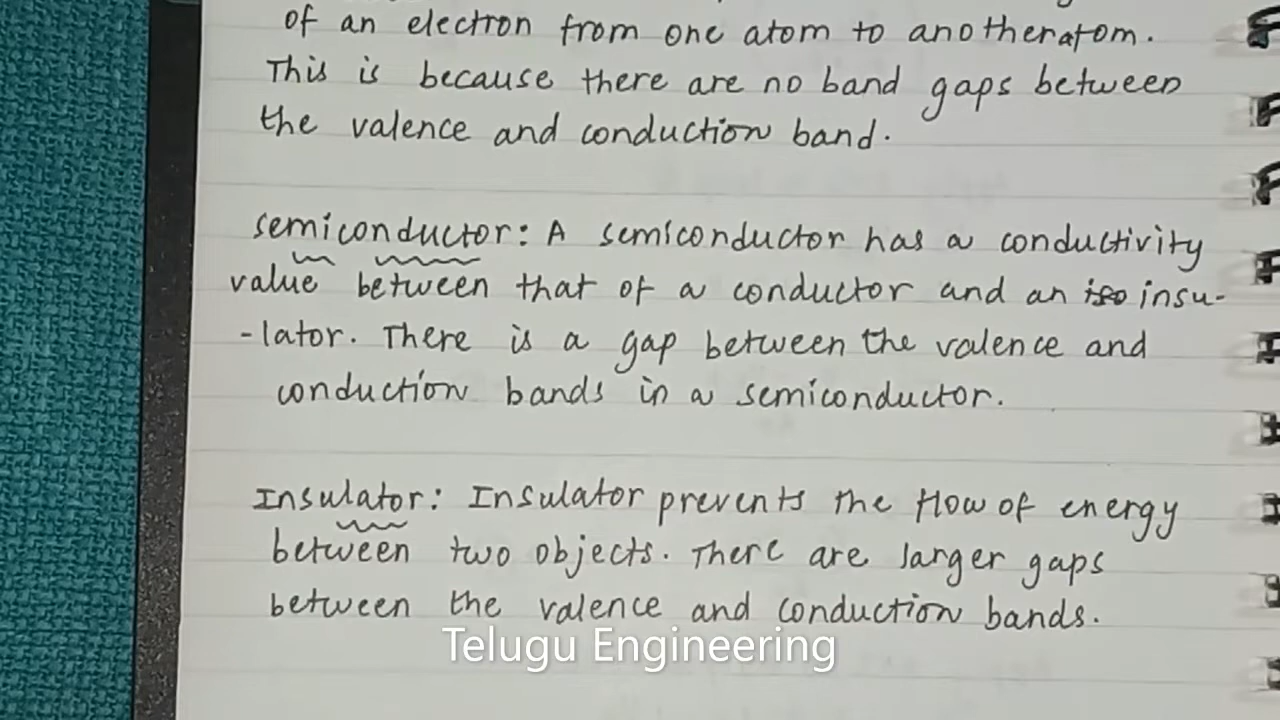 of an electron from one atom to another atom.
This is because there are no band gaps between
the valence and conduction band.
semiconductor: A semiconductor has a conductivity
value between that of a conductor and an insu-
-lator. There is a gap between the valence and
conduction bands in a semiconductor.
Insulator: Insulator prevents the flow of energy
between two objects. There are larger gaps
between the valence and conduction bands.
Telugu Engineering